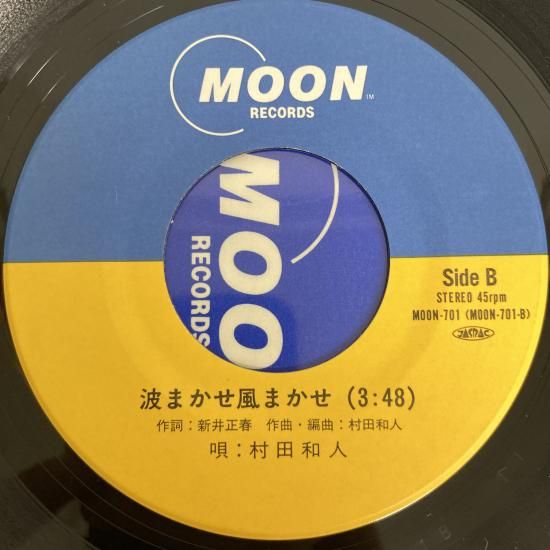 MOON
™
RECORDS
MOO
RECORDS
Side B
STEREO 45rpm
MOON-701 (MOON-701-B)
JASRAC
波まかせ風まかせ (3:48)
作詞：新井正春 作曲・編曲：村田和人
唄：村田和人